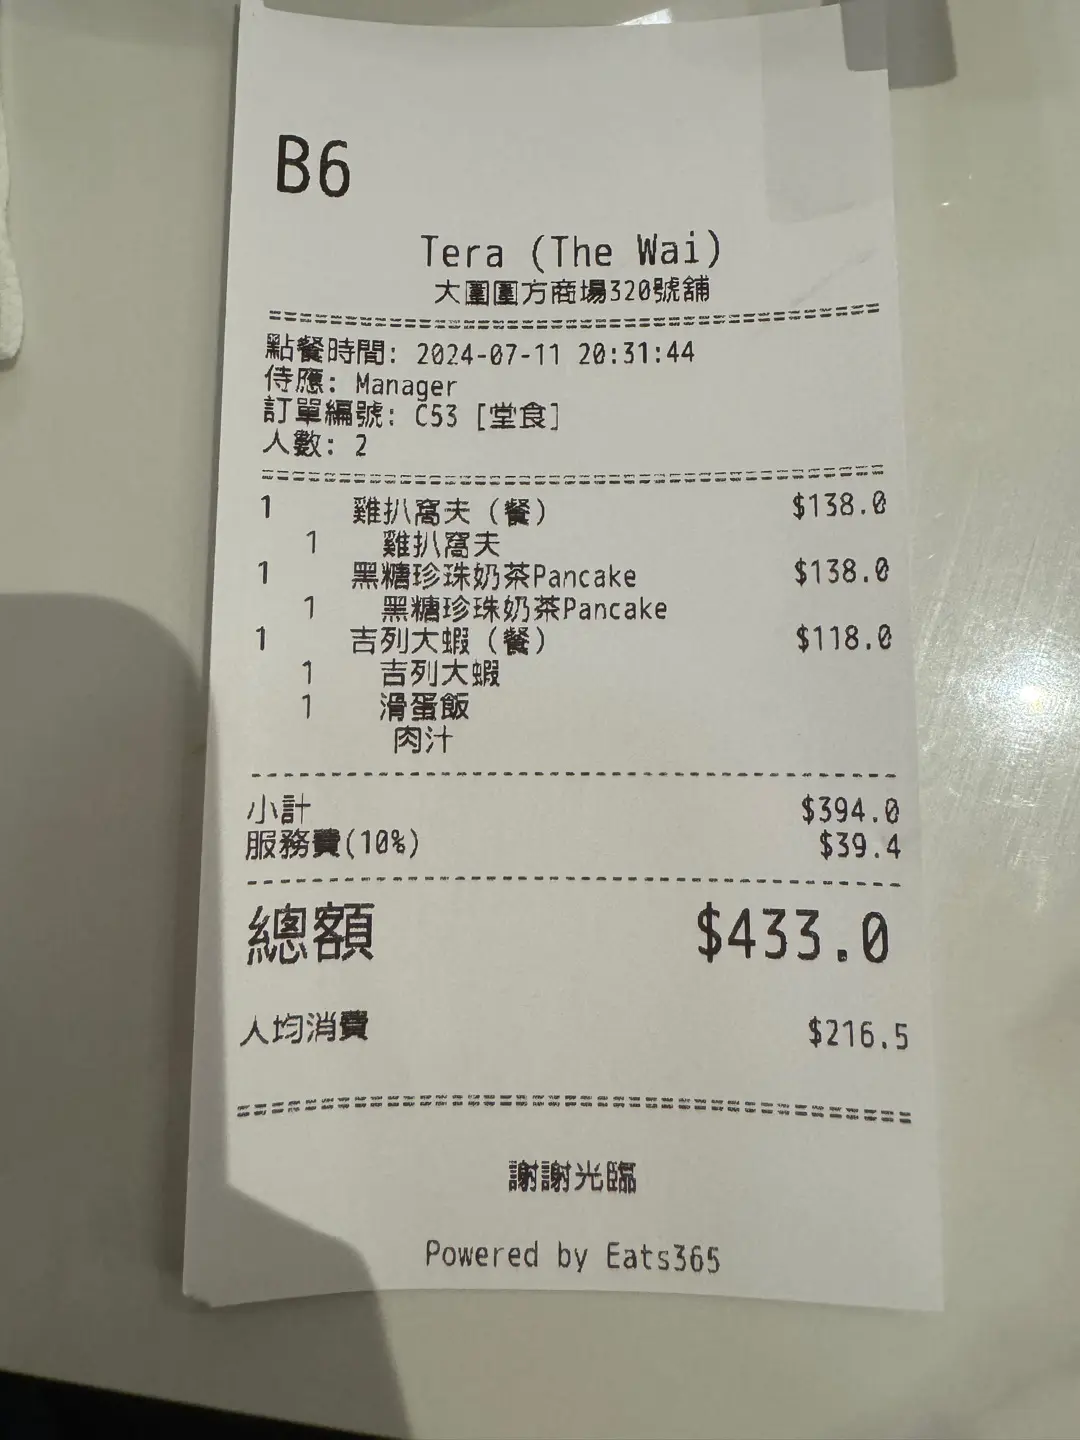 B6
Tera (The Wai)
大圍圍方商場320號舖
點餐時間: 2024-07-11 20:31:44
侍應: Manager
訂單編號: C53 [堂食]
人數: 2
1 雞扒窩夫 (餐) $138.0
1 雞扒窩夫
1 黑糖珍珠奶茶Pancake $138.0
1 黑糖珍珠奶茶Pancake
1 吉列大蝦 (餐) $118.0
1 吉列大蝦
1 滑蛋飯
肉汁
小計 $394.0
服務費(10%) $39.4
總額 $433.0
人均消費 $216.5
謝謝光臨
Powered by Eats365